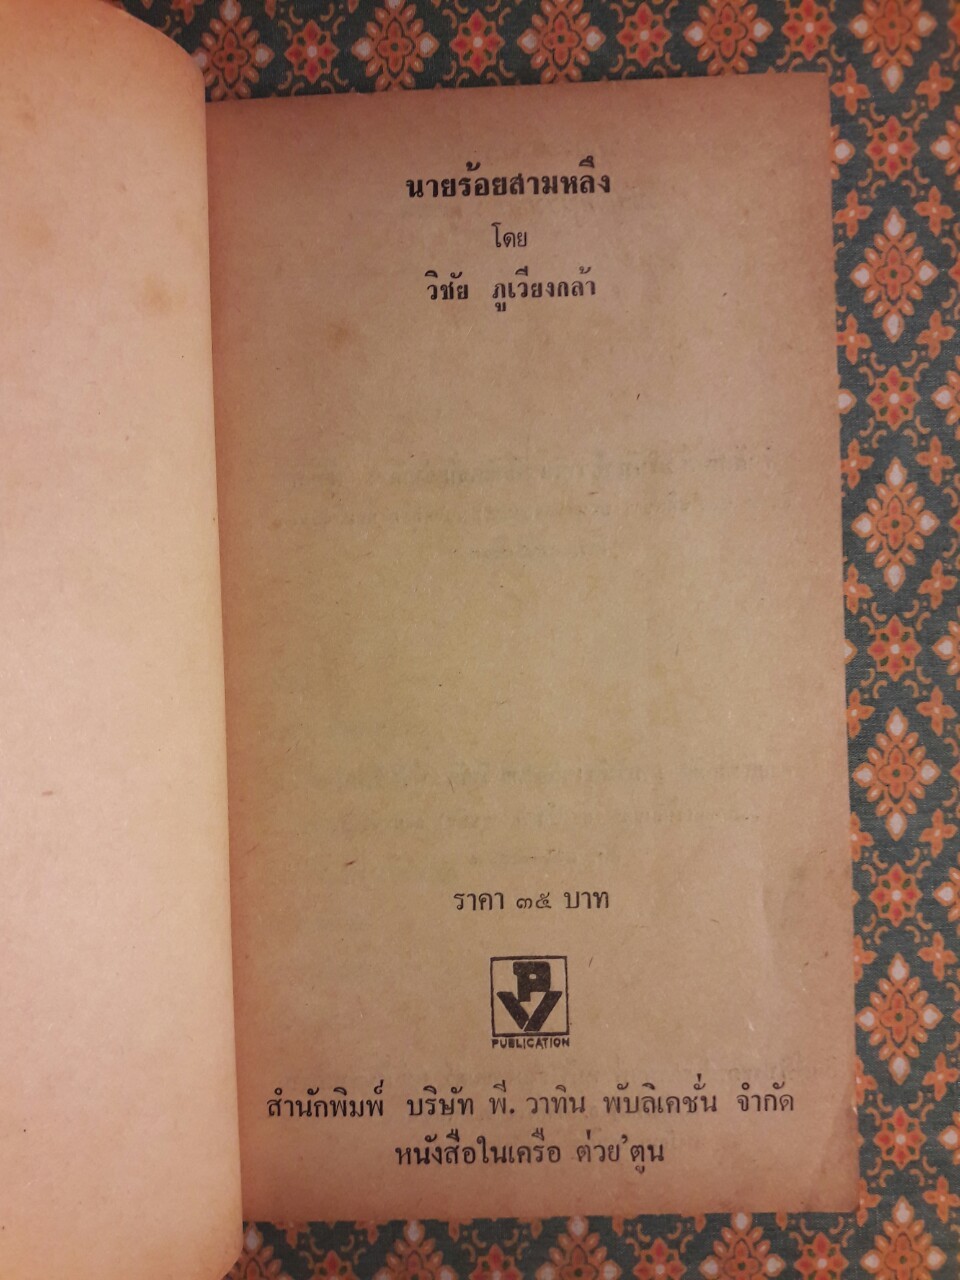 นายร้อยสามหลึง
โดย
วิชัย ภูเวียงกล้า
ราคา ๓๕ บาท
PV
PUBLICATION
สำนักพิมพ์ บริษัท พี. วาทิน พับลิเคชั่น จำกัด
หนังสือในเครือ ต่วย'ตูน